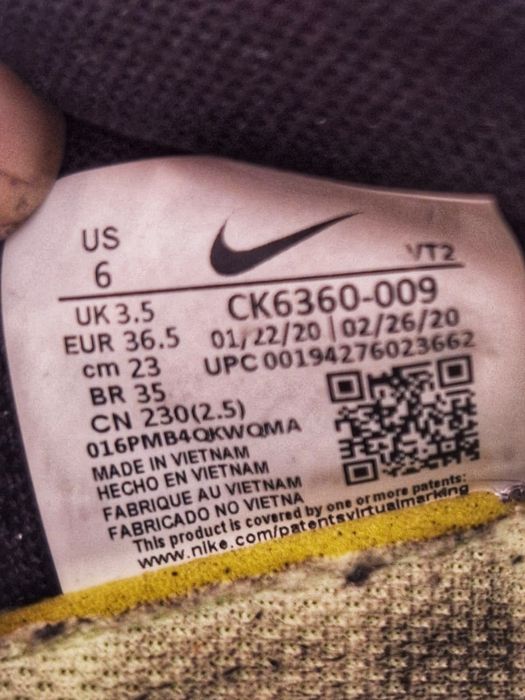 US
6
VT2
UK 3.5
CK6360-009
EUR 36.5
01/22/20 | 02/26/20
cm 23
UPC 00194276023662
BR 35
CN 230(2.5)
016PMB4QKWQMA
MADE IN VIETNAM
HECHO EN VIETNAM
FABRIQUE AU VIETNAM
FABRICADO NO VIETNA
This product is covered by one or more patents:
www.nike.com/patentsvirtualmarking